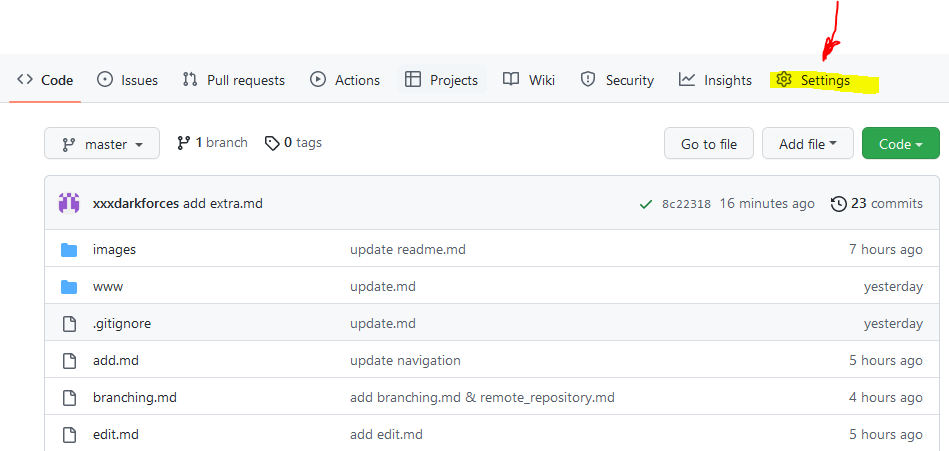 Code Issues Pull requests Actions Projects Wiki Security Insights Settings
master 1 branch 0 tags Go to file Add file Code
xxxdarkforces add extra.md 8c22318 16 minutes ago 23 commits
images update readme.md 7 hours ago
www update.md yesterday
.gitignore update.md yesterday
add.md update navigation 5 hours ago
branching.md add branching.md & remote_repository.md 4 hours ago
edit.md add edit.md 5 hours ago